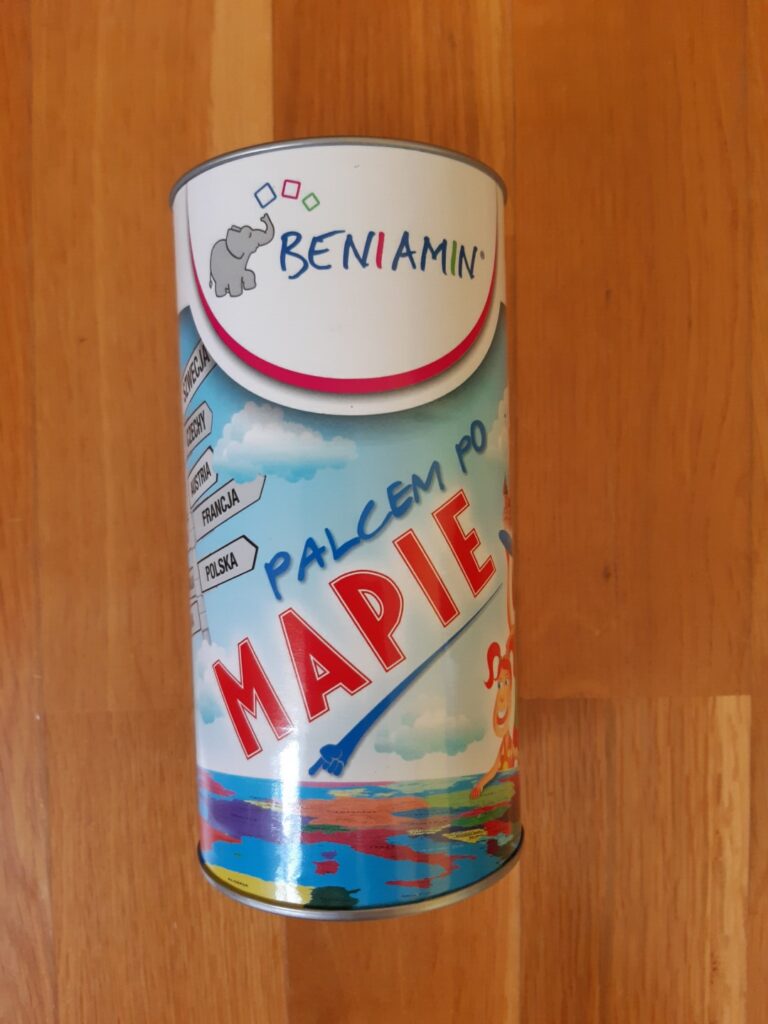 BENIAMIN®
SZWECJA
CZECHY
AUSTRIA
FRANCJA
POLSKA
PALCEM PO
MAPIE